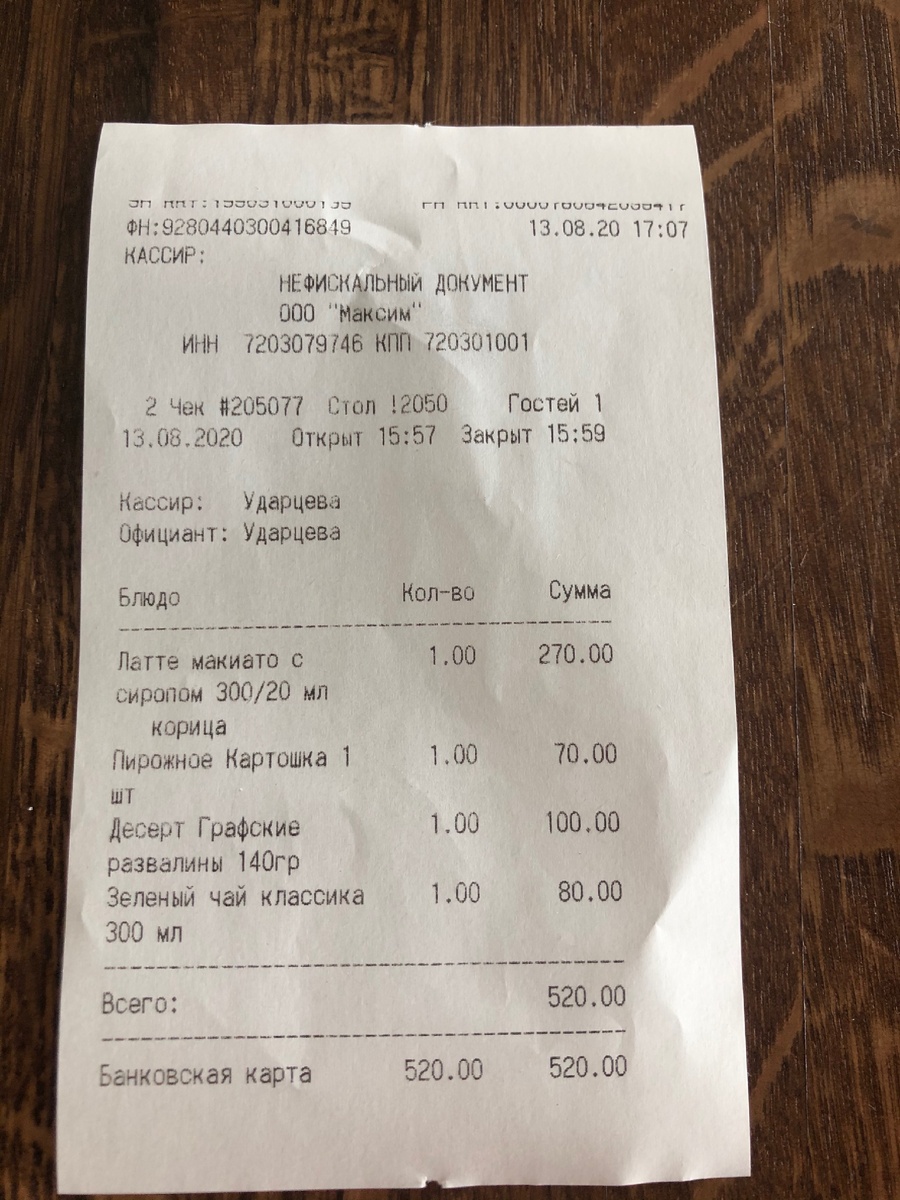 ФН:9280440300416849 13.08.20 17:07
КАССИР:
НЕФИСКАЛЬНЫЙ ДОКУМЕНТ
ООО "Максим"
ИНН 7203079746 КПП 720301001
2 Чек #205077 Стол !2050 Гостей 1
13.08.2020 Открыт 15:57 Закрыт 15:59
Кассир: Ударцева
Официант: Ударцева
Блюдо Кол-во Сумма
Латте макиато с 1.00 270.00
сиропом 300/20 мл
корица
Пирожное Картошка 1 1.00 70.00
шт
Десерт Графские 1.00 100.00
развалины 140гр
Зеленый чай классика 1.00 80.00
300 мл
Всего: 520.00
Банковская карта 520.00 520.00